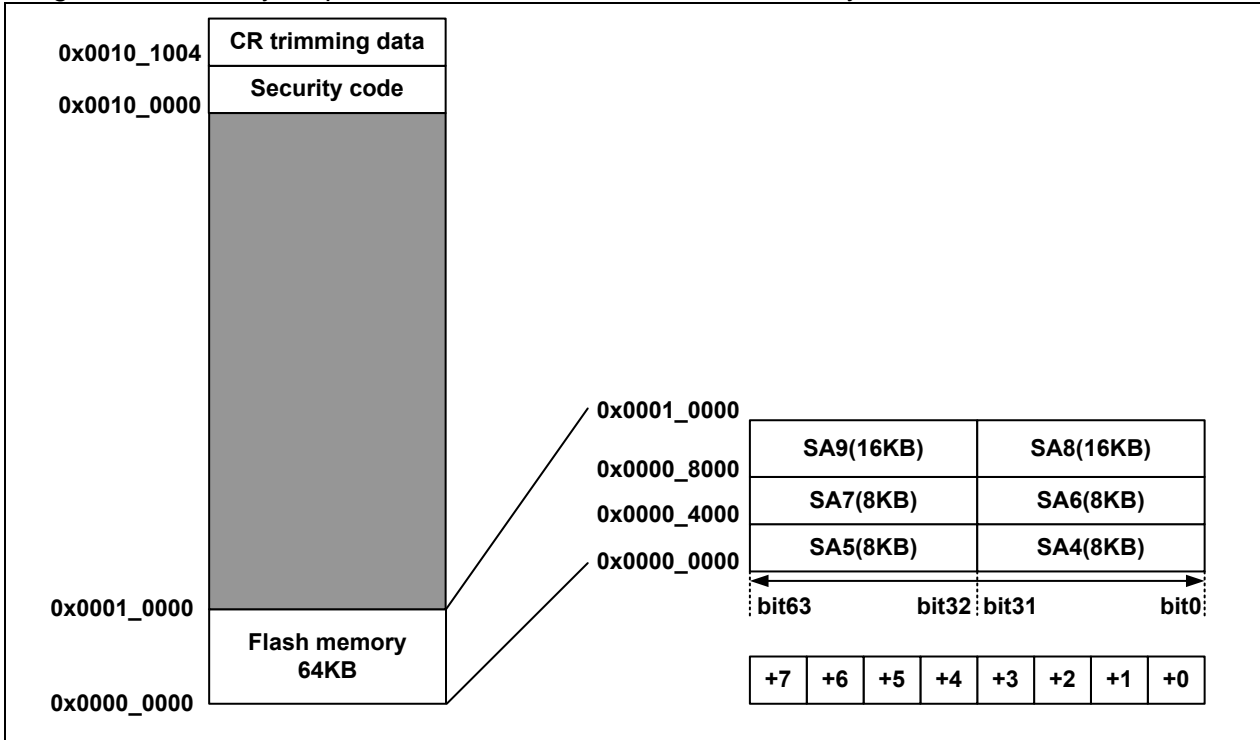 0x0010_1004
CR trimming data
Security code
0x0010_0000
0x0001_0000
Flash memory
64KB
0x0000_0000
0x0001_0000
SA9(16KB) SA8(16KB)
0x0000_8000
SA7(8KB) SA6(8KB)
0x0000_4000
SA5(8KB) SA4(8KB)
0x0000_0000
bit63 bit32 bit31 bit0
+7 +6 +5 +4 +3 +2 +1 +0